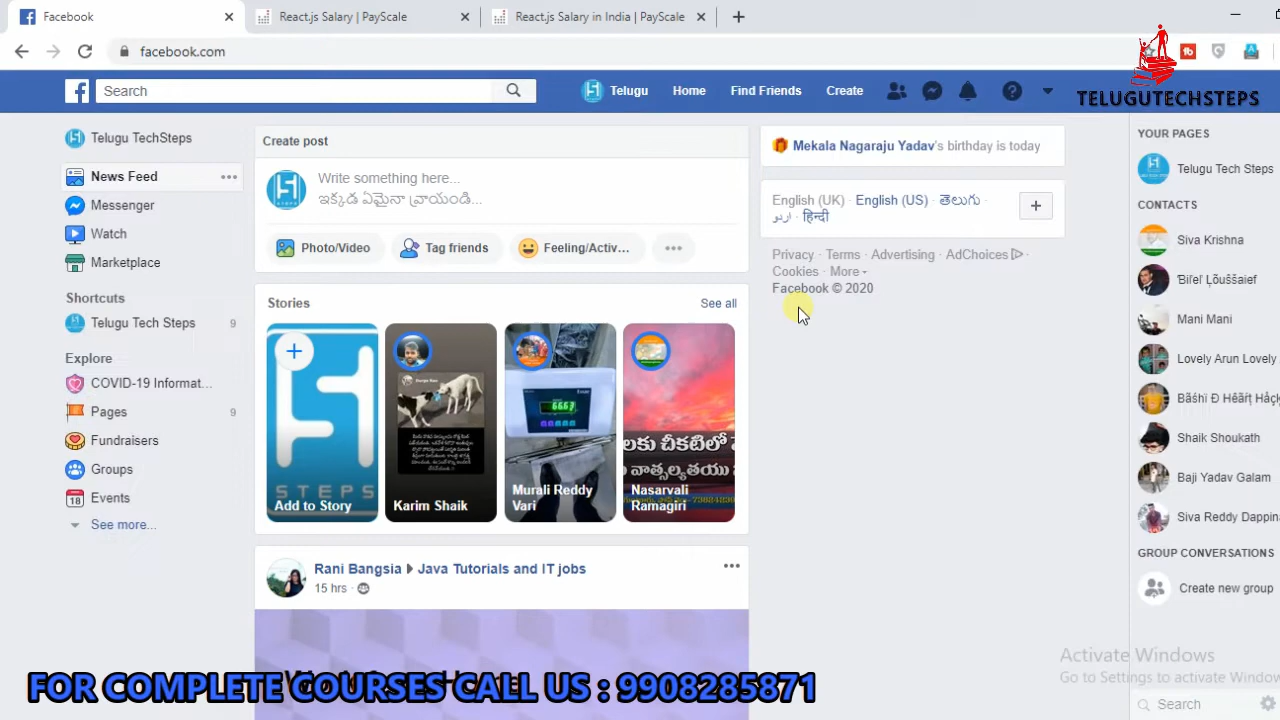 Facebook
React.js Salary | PayScale
React.js Salary in India | PayScale
facebook.com
TELUGUTECHSTEPS
Search
Telugu
Home
Find Friends
Create
Telugu TechSteps
News Feed
Messenger
Watch
Marketplace
Shortcuts
Telugu Tech Steps 9
Explore
COVID-19 Informat...
Pages 9
Fundraisers
Groups
18 Events
See more...
Create post
Write something here...
ఇక్కడ ఏమైనా వ్రాయండి...
Photo/Video
Tag friends
Feeling/Activ...
Stories
See all
STEPS
Add to Story
Karim Shaik
Murali Reddy
Vari
లకు చీకటిలో
వాత్సల్యతయు
Nasarvali
Ramagiri
Rani Bangsia Java Tutorials and IT jobs
15 hrs
Mekala Nagaraju Yadav's birthday is today
English (UK) · English (US) · తెలుగు ·
اردو · हिन्दी
Privacy · Terms · Advertising · AdChoices ·
Cookies · More
Facebook © 2020
YOUR PAGES
Telugu Tech Steps
CONTACTS
Siva Krishna
Mani Mani
Lovely Arun Lovely
Shaik Shoukath
Baji Yadav Galam
Siva Reddy Dappin
GROUP CONVERSATIONS
Create new group
Activate Windows
Go to Settings to activate Window
Search
FOR COMPLETE COURSES CALL US : 9908285871